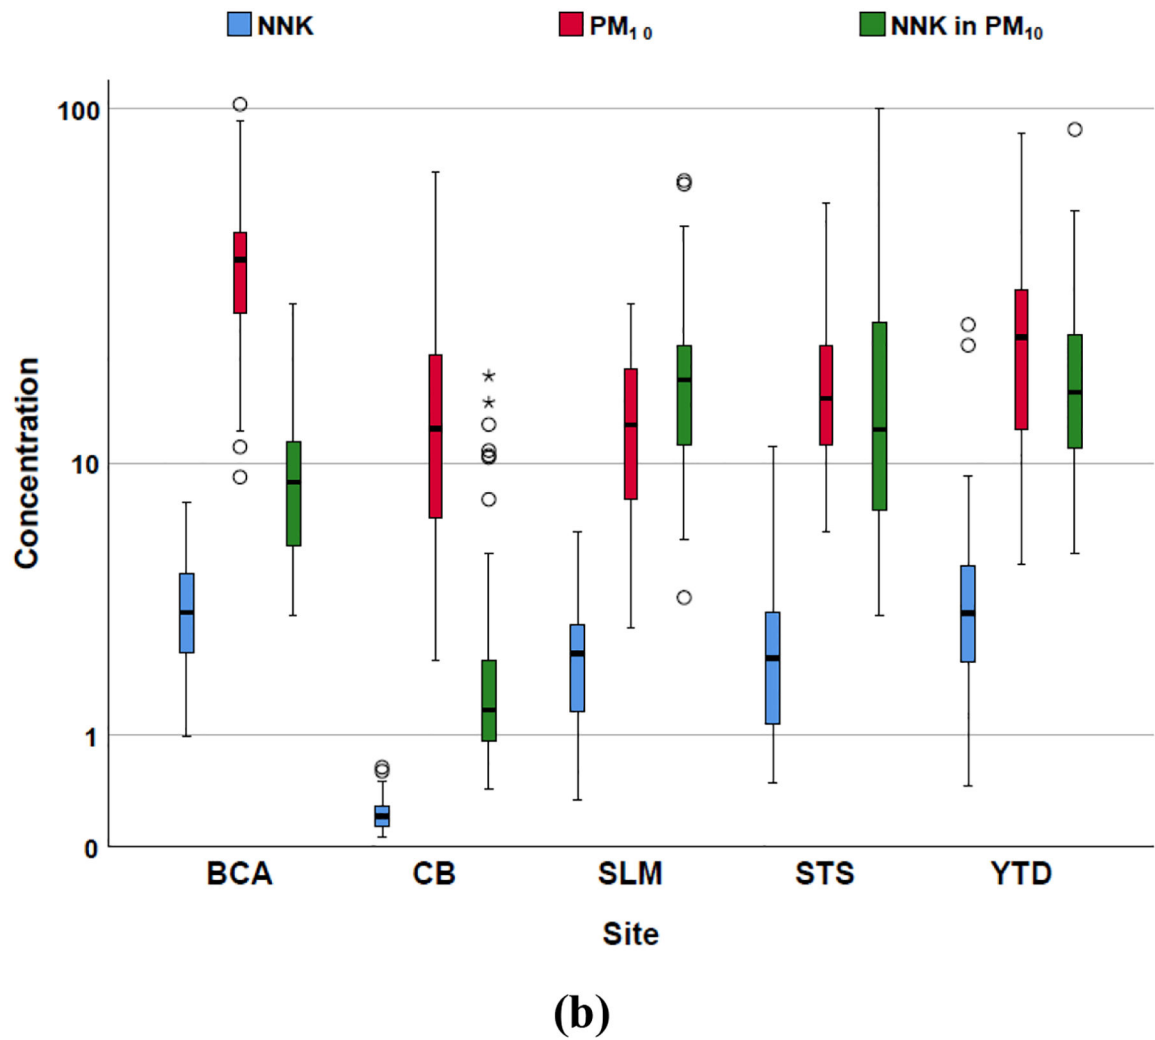 NNK PM₁ ₀ NNK in PM₁₀
100
10
1
0
Concentration
BCA CB SLM STS YTD
Site
(b)